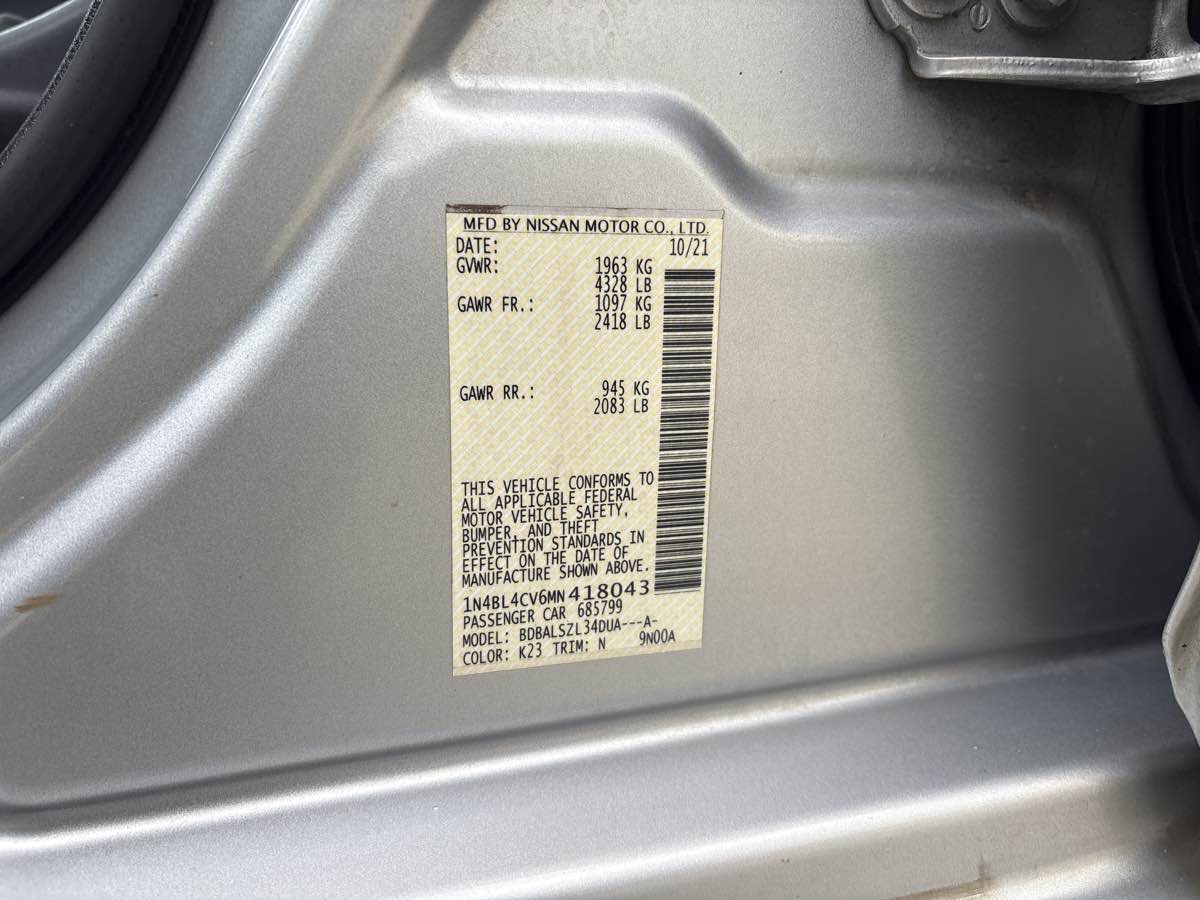 MFD BY NISSAN MOTOR CO., LTD.
DATE: 10/21
GVWR: 1963 KG
4328 LB
GAWR FR.: 1097 KG
2418 LB
GAWR RR.: 945 KG
2083 LB
THIS VEHICLE CONFORMS TO
ALL APPLICABLE FEDERAL
MOTOR VEHICLE SAFETY,
BUMPER, AND THEFT
PREVENTION STANDARDS IN
EFFECT ON THE DATE OF
MANUFACTURE SHOWN ABOVE.
1N4BL4CV6MN418043
PASSENGER CAR 685799
MODEL: BDBALSZL34DUA---A-
COLOR: K23 TRIM: N 9N00A